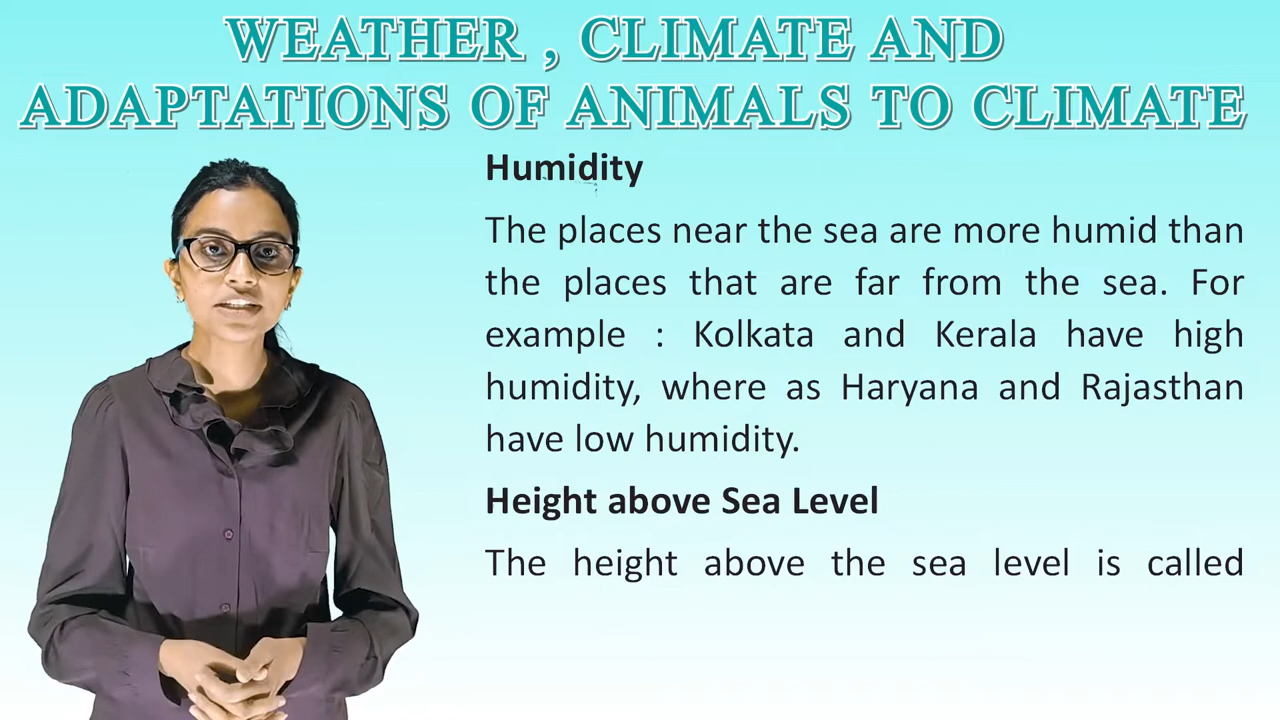 WEATHER , CLIMATE AND
ADAPTATIONS OF ANIMALS TO CLIMATE
Humidity
The places near the sea are more humid than
the places that are far from the sea. For
example : Kolkata and Kerala have high
humidity, where as Haryana and Rajasthan
have low humidity.
Height above Sea Level
The height above the sea level is called